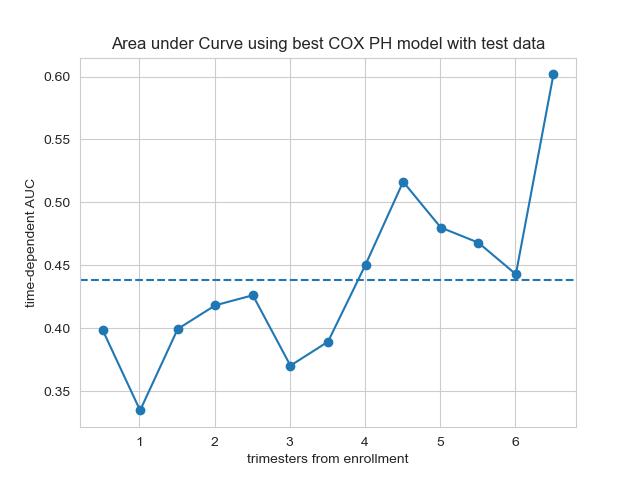 Area under Curve using best COX PH model with test data
time-dependent AUC
0.60
0.55
0.50
0.45
0.40
0.35
1 2 3 4 5 6
trimesters from enrollment